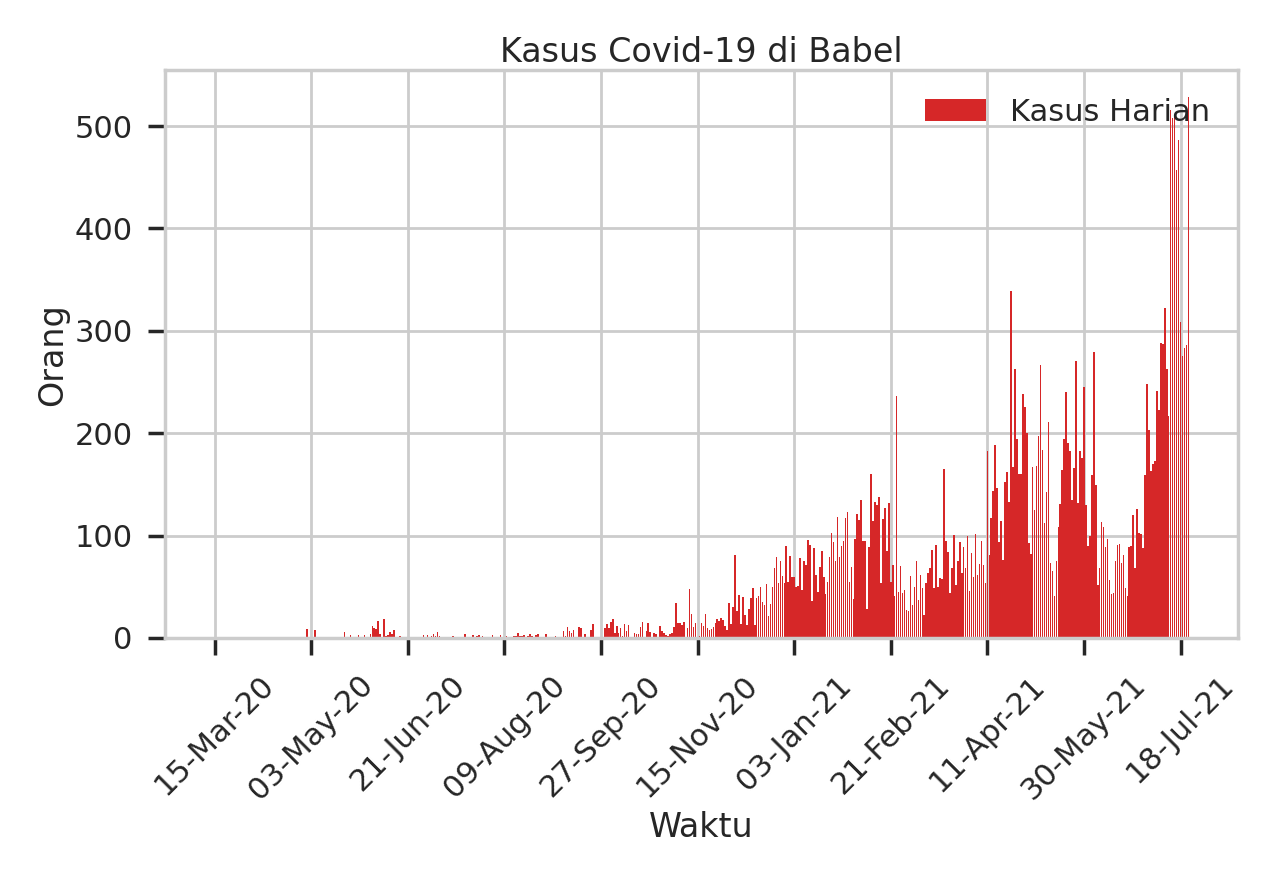 Kasus Covid-19 di Babel
Kasus Harian
Orang
500
400
300
200
100
0
15-Mar-20
03-May-20
21-Jun-20
09-Aug-20
27-Sep-20
15-Nov-20
03-Jan-21
21-Feb-21
11-Apr-21
30-May-21
18-Jul-21
Waktu